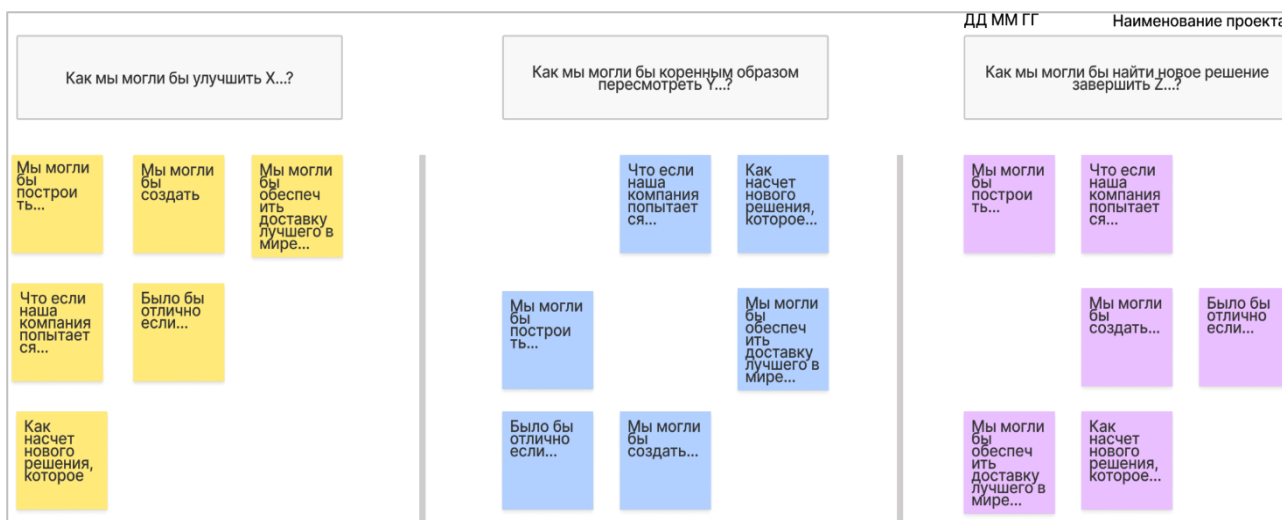 ДД ММ ГГ
Наименование проекта
Как мы могли бы улучшить X...?
Как мы могли бы коренным образом
пересмотреть Y...?
Как мы могли бы найти новое решение
завершить Z...?
Мы могли
бы
построи
ть...
Мы могли
бы
создать
Мы могли
бы
обеспеч
ить
доставку
лучшего в
мире...
Что если
наша
компания
попытает
ся...
Как
насчет
нового
решения,
которое...
Мы могли
бы
построи
ть...
Что если
наша
компания
попытает
ся...
Что если
наша
компания
попытает
ся...
Было бы
отлично
если...
Мы могли
бы
построи
ть...
Мы могли
бы
обеспеч
ить
доставку
лучшего в
мире...
Мы могли
бы
создать...
Было бы
отлично
если...
Как
насчет
нового
решения,
которое
Было бы
отлично
если...
Мы могли
бы
создать...
Мы могли
бы
обеспеч
ить
доставку
лучшего в
мире...
Как
насчет
нового
решения,
которое...